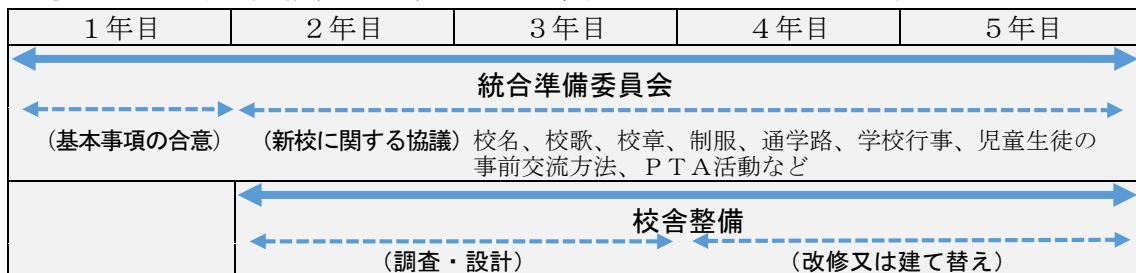 １年目 ２年目 ３年目 ４年目 ５年目
統合準備委員会
（基本事項の合意） （新校に関する協議）校名、校歌、校章、制服、通学路、学校行事、児童生徒の
事前交流方法、ＰＴＡ活動など
校舎整備
（調査・設計） （改修又は建て替え）